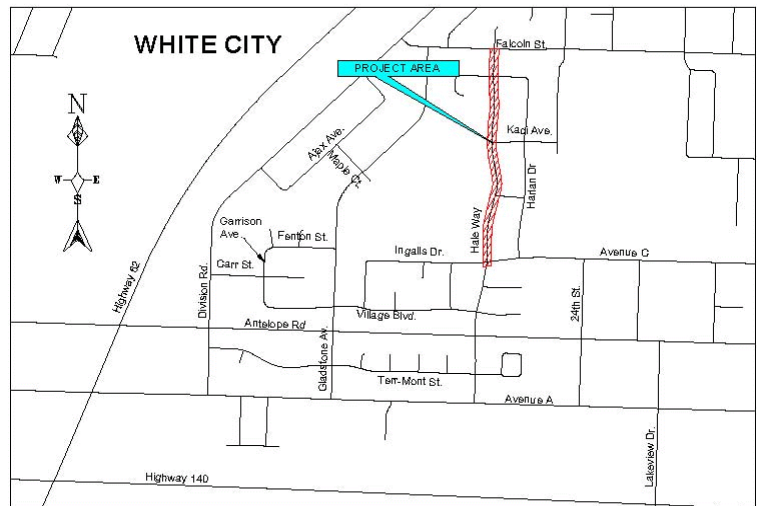 WHITE CITY
Falcoln St.
PROJECT AREA
N
Kadi Ave.
Ajax Ave.
Maple Ct.
W
E
S
Harlan Dr
Garrison
Ave.
Fenton St.
Hale Way
Ingalls Dr.
Avenue C
Carr St.
Highway 62
Division Rd.
24th St.
Village Blvd.
Antelope Rd
Gladstone Av.
Terr-Mont St.
Avenue A
Lakeview Dr.
Highway 140